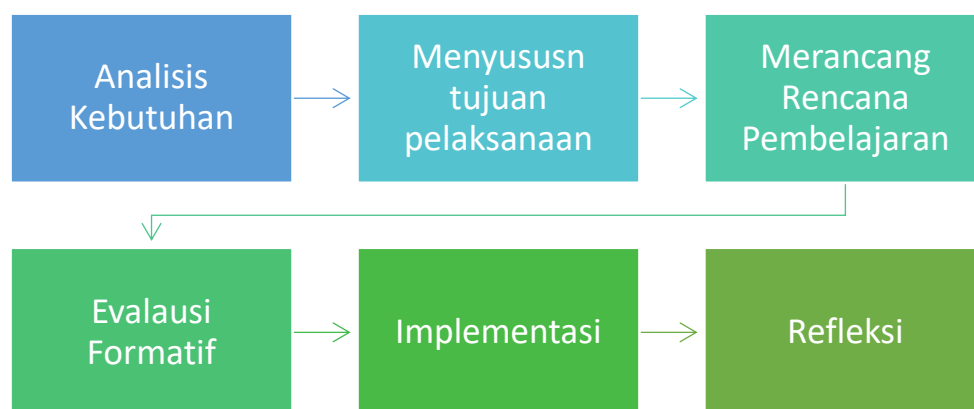 Analisis
Kebutuhan
Menyususn
tujuan
pelaksanaan
Merancang
Rencana
Pembelajaran
Evalausi
Formatif
Implementasi
Refleksi